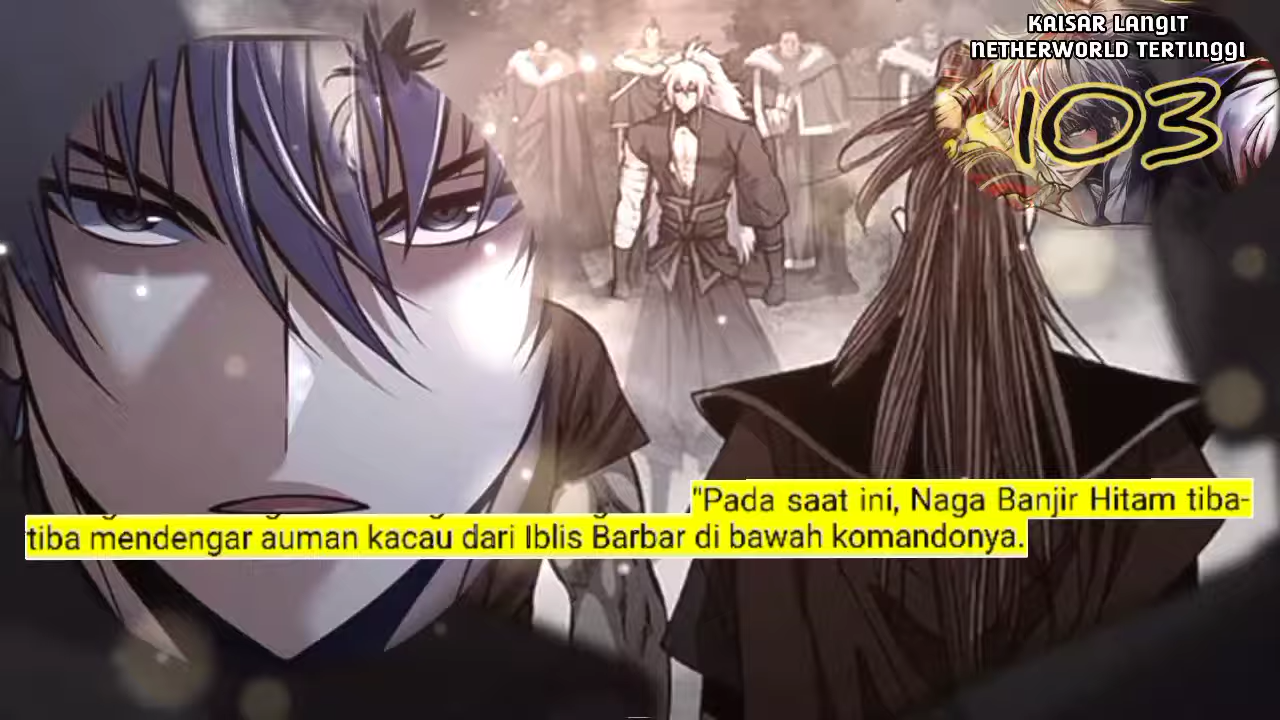 KAISAR LANGIT
NETHERWORLD TERTINGGI
103
"Pada saat ini, Naga Banjir Hitam tiba-
tiba mendengar auman kacau dari Iblis Barbar di bawah komandonya.